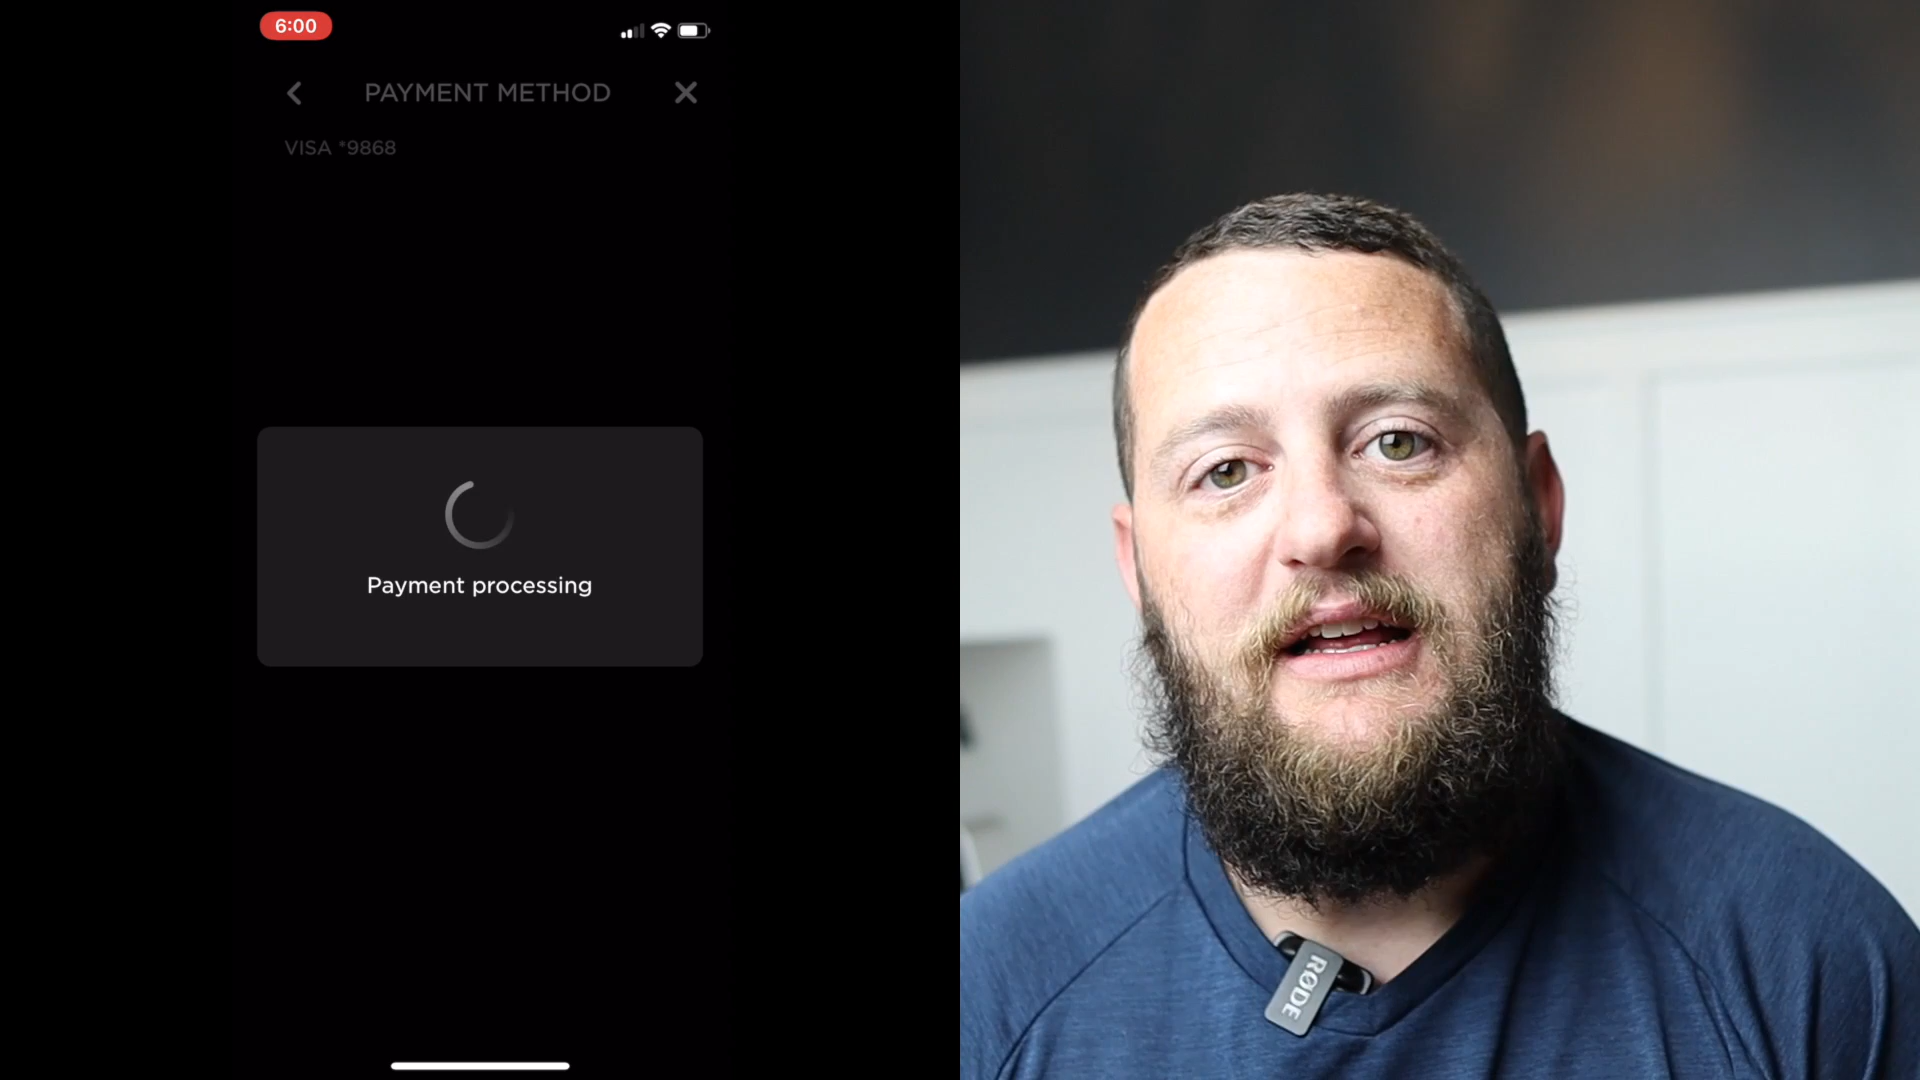 6:00
PAYMENT METHOD
VISA *9868
Payment processing
RØDE